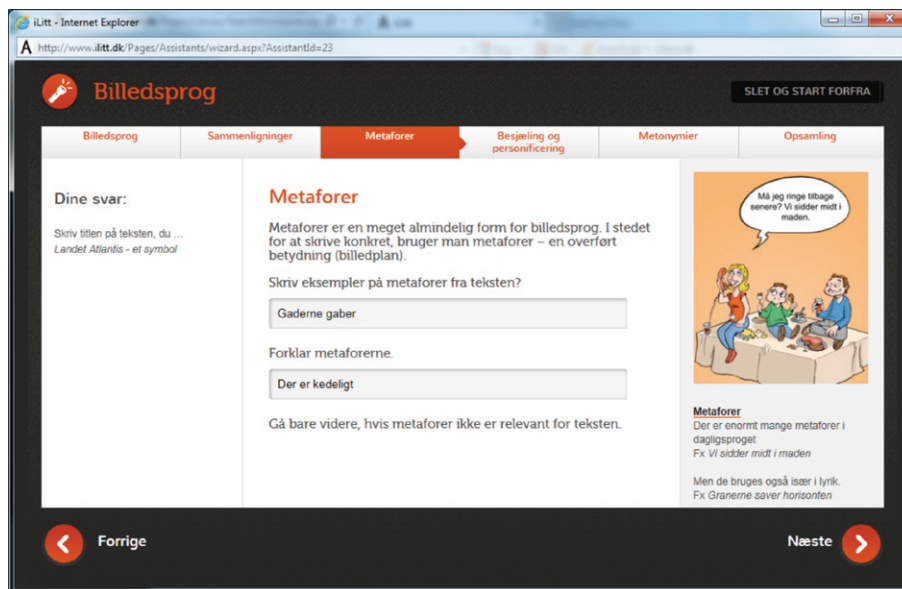 iLitt - Internet Explorer
http://www.ilitt.dk/Pages/Assistants/wizard.aspx?AssistantId=23
Billedsprog
SLET OG START FORFRA
Billedsprog
Sammenligninger
Metaforer
Besjæling og
personificering
Metonymier
Opsamling
Dine svar:
Skriv titlen på teksten, du ...
Landet Atlantis - et symbol
Metaforer
Metaforer er en meget almindelig form for billedsprog. I stedet
for at skrive konkret, bruger man metaforer – en overført
betydning (billedplan).
Skriv eksempler på metaforer fra teksten?
Gaderne gaber
Forklar metaforerne.
Der er kedeligt
Gå bare videre, hvis metaforer ikke er relevant for teksten.
Må jeg ringe tilbage
senere? Vi sidder midt i
maden.
Metaforer
Der er enormt mange metaforer i
dagligsproget
Fx Vi sidder midt i maden
Men de bruges også især i lyrik.
Fx Granerne saver horisonten
Forrige
Næste